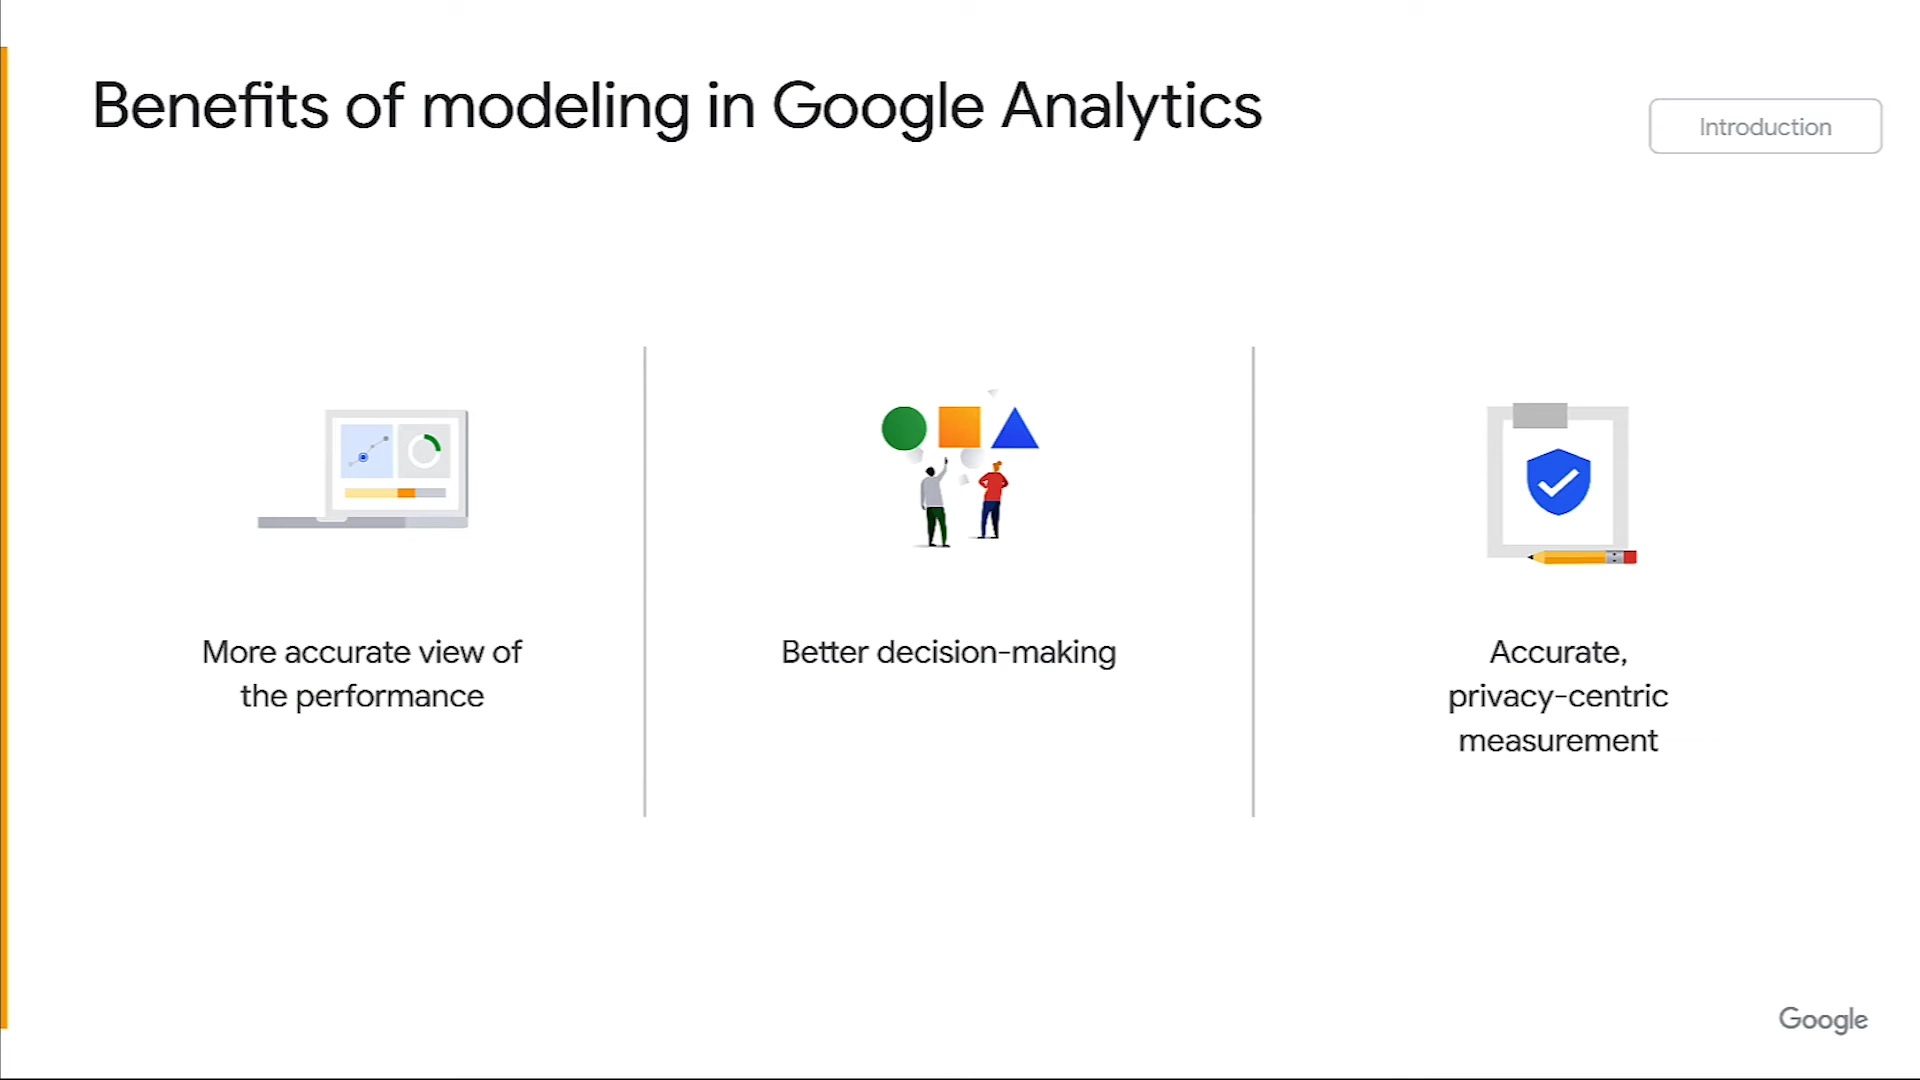 Benefits of modeling in Google Analytics
Introduction
More accurate view of
the performance
Better decision-making
Accurate,
privacy-centric
measurement
Google